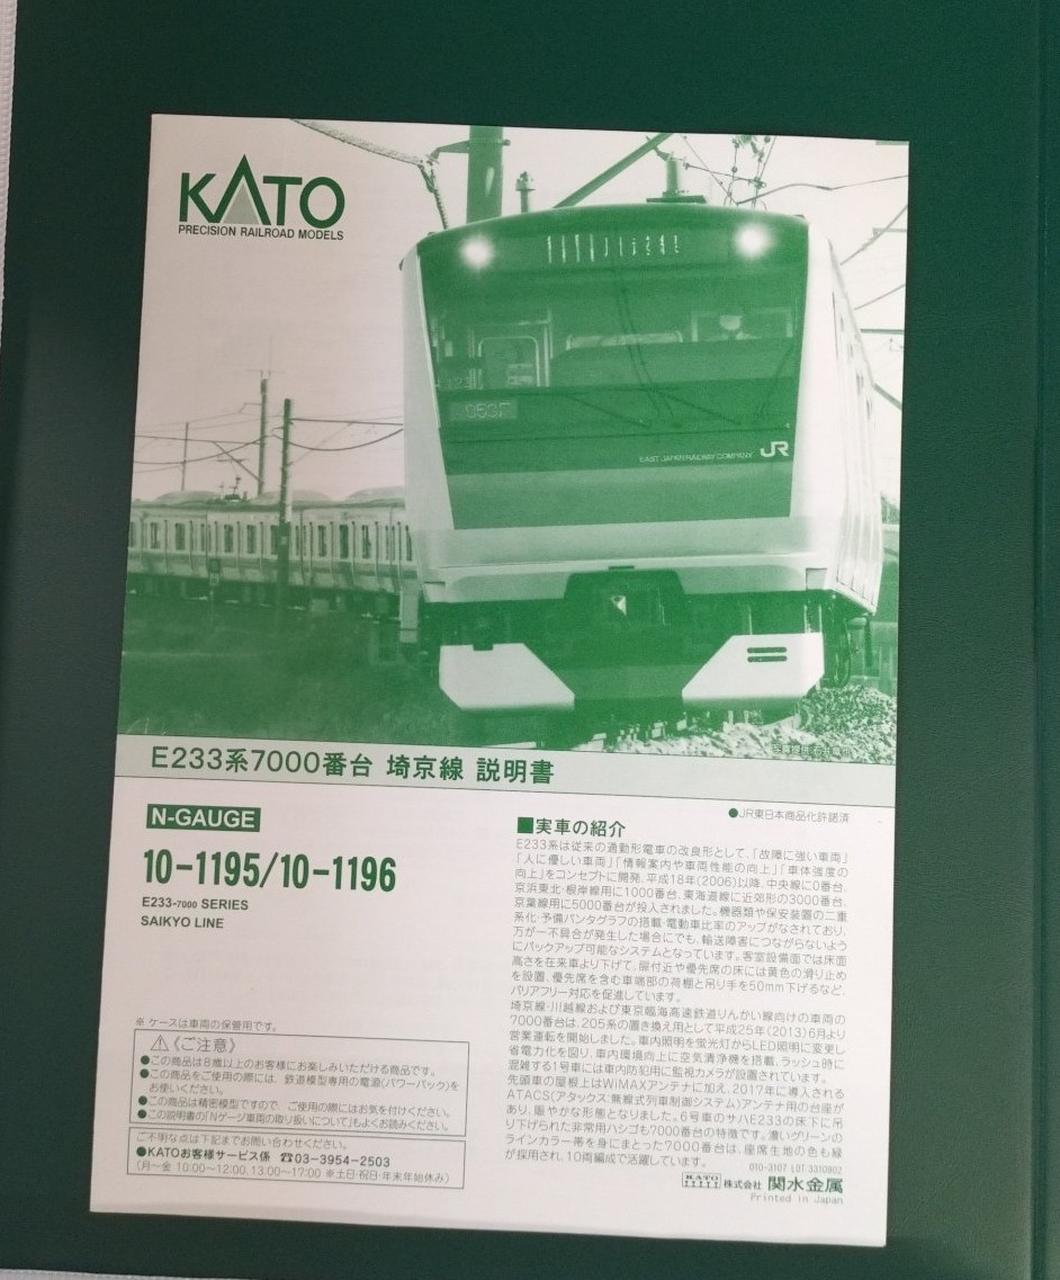 KATO
PRECISION RAILROAD MODELS
EAST JAPAN RAILWAY COMPANY JR
E233系7000番台 埼京線 説明書
N-GAUGE
10-1195/10-1196
E233-7000 SERIES
SAIKYO LINE
※ ケースは車両の保管用です。
⚠《ご注意》
●この商品は8歳以上のお客様にお楽しみいただける商品です。
●この商品をご使用の際には、鉄道模型専用の電源(パワーパック)を
お使いください。
●この商品は精密模型ですので、ご使用の際にはお気を付けください。
●この説明書の「Nゲージ車両の取り扱いについて」もよくお読みください。
ご不明な点は下記までお問い合わせください。
●KATOお客様サービス係 ☎03-3954-2503
(月〜金 10:00〜12:00、13:00〜17:00 ※土日・祝日・年末年始休み)
●JR東日本商品化許諾済
■実車の紹介
E233系は従来の通勤形電車の改良形として、「故障に強い車両」
「人に優しい車両」「情報案内や車両性能の向上」「車体強度の
向上」をコンセプトに開発、平成18年(2006)以降、中央線に0番台、
京浜東北・根岸線用に1000番台、東海道線に近郊形の3000番台、
京葉線用に5000番台が投入されました。機器類や保安装置の二重
系化・予備パンタグラフの搭載・電動車比率のアップがなされており、
万が一不具合が発生した場合にでも、輸送障害につながらないよう
にバックアップ可能なシステムとなっています。客室設備面では床面
高さを在来車より下げて、扉付近や優先席の床には黄色の滑り止め
を設置、優先席を含む車端部の荷棚と吊り手を50mm下げるなど、
バリアフリー対応を促進しています。
埼京線・川越線および東京臨海高速鉄道りんかい線向けの車両の
7000番台は、205系の置き換え用として平成25年(2013)6月より
営業運転を開始しました。車内照明を蛍光灯からLED照明に変更し
省電力化を図り、車内環境向上に空気清浄機を搭載、ラッシュ時に
混雑する1号車には車内防犯用に監視カメラが設置されています。
先頭車の屋根上はWiMAXアンテナに加え、2017年に導入される
ATACS(アタックス:無線式列車制御システム)アンテナ用の台座が
あり、賑やかな形態となりました。6号車のサハE233の床下に吊
り下げられた非常用ハシゴも7000番台の特徴です。濃いグリーンの
ラインカラー帯を身にまとった7000番台は、座席生地の色も緑
が採用され、10両編成で活躍しています。
010-3107 LOT 3310902
KATO 株式会社 関水金属
Printed in Japan